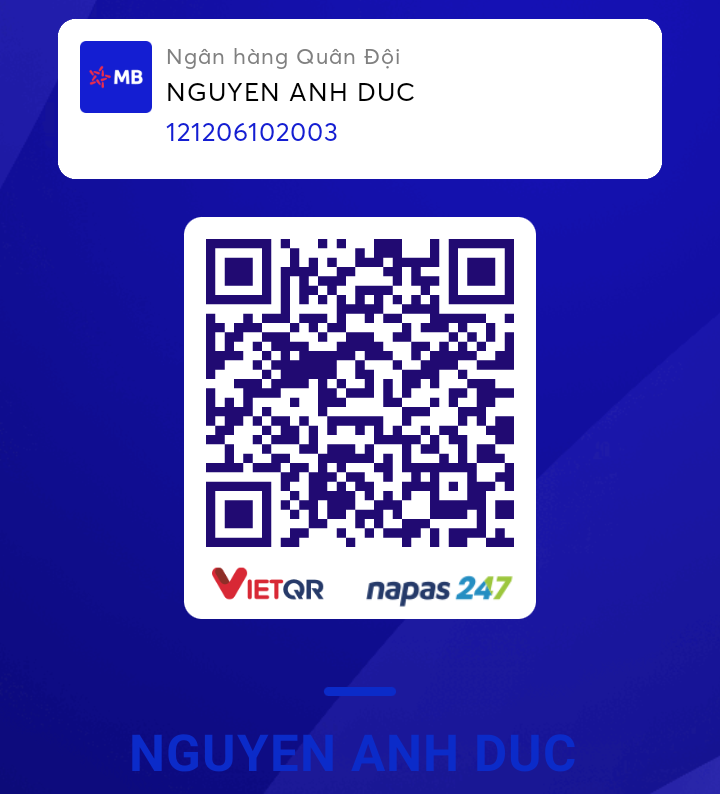 MB
Ngân hàng Quân Đội
NGUYEN ANH DUC
121206102003
VIETQR
napas 247
NGUYEN ANH DUC